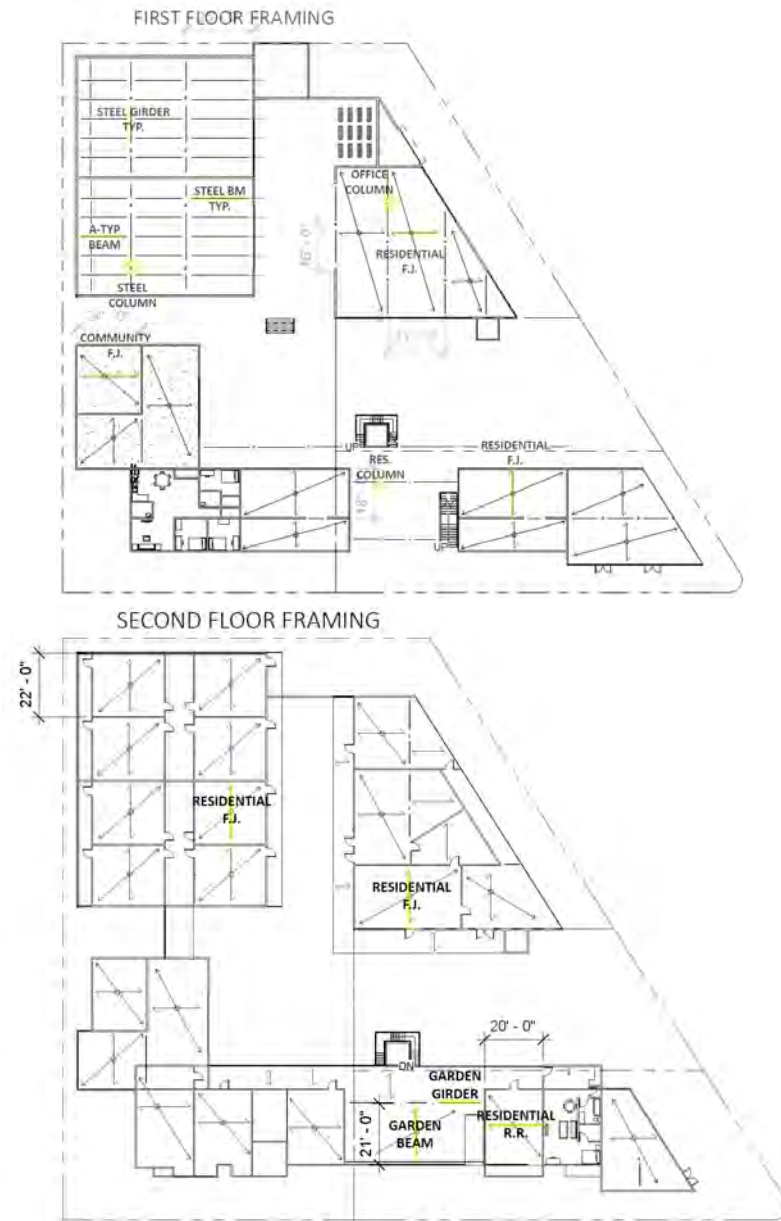 FIRST FLOOR FRAMING
STEEL GIRDER
TYP.
STEEL BM
TYP.
A-TYP
BEAM
STEEL
COLUMN
OFFICE
COLUMN
RESIDENTIAL
F.J.
16' - 0"
COMMUNITY
F.J.
UP
RES.
COLUMN
RESIDENTIAL
F.J.
UP
SECOND FLOOR FRAMING
22' - 0"
RESIDENTIAL
F.J.
RESIDENTIAL
F.J.
20' - 0"
DN
GARDEN
GIRDER
21' - 0"
GARDEN
BEAM
RESIDENTIAL
R.R.